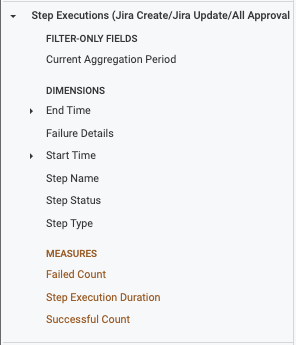 Step Executions (Jira Create/Jira Update/All Approval
FILTER-ONLY FIELDS
Current Aggregation Period
DIMENSIONS
End Time
Failure Details
Start Time
Step Name
Step Status
Step Type
MEASURES
Failed Count
Step Execution Duration
Successful Count